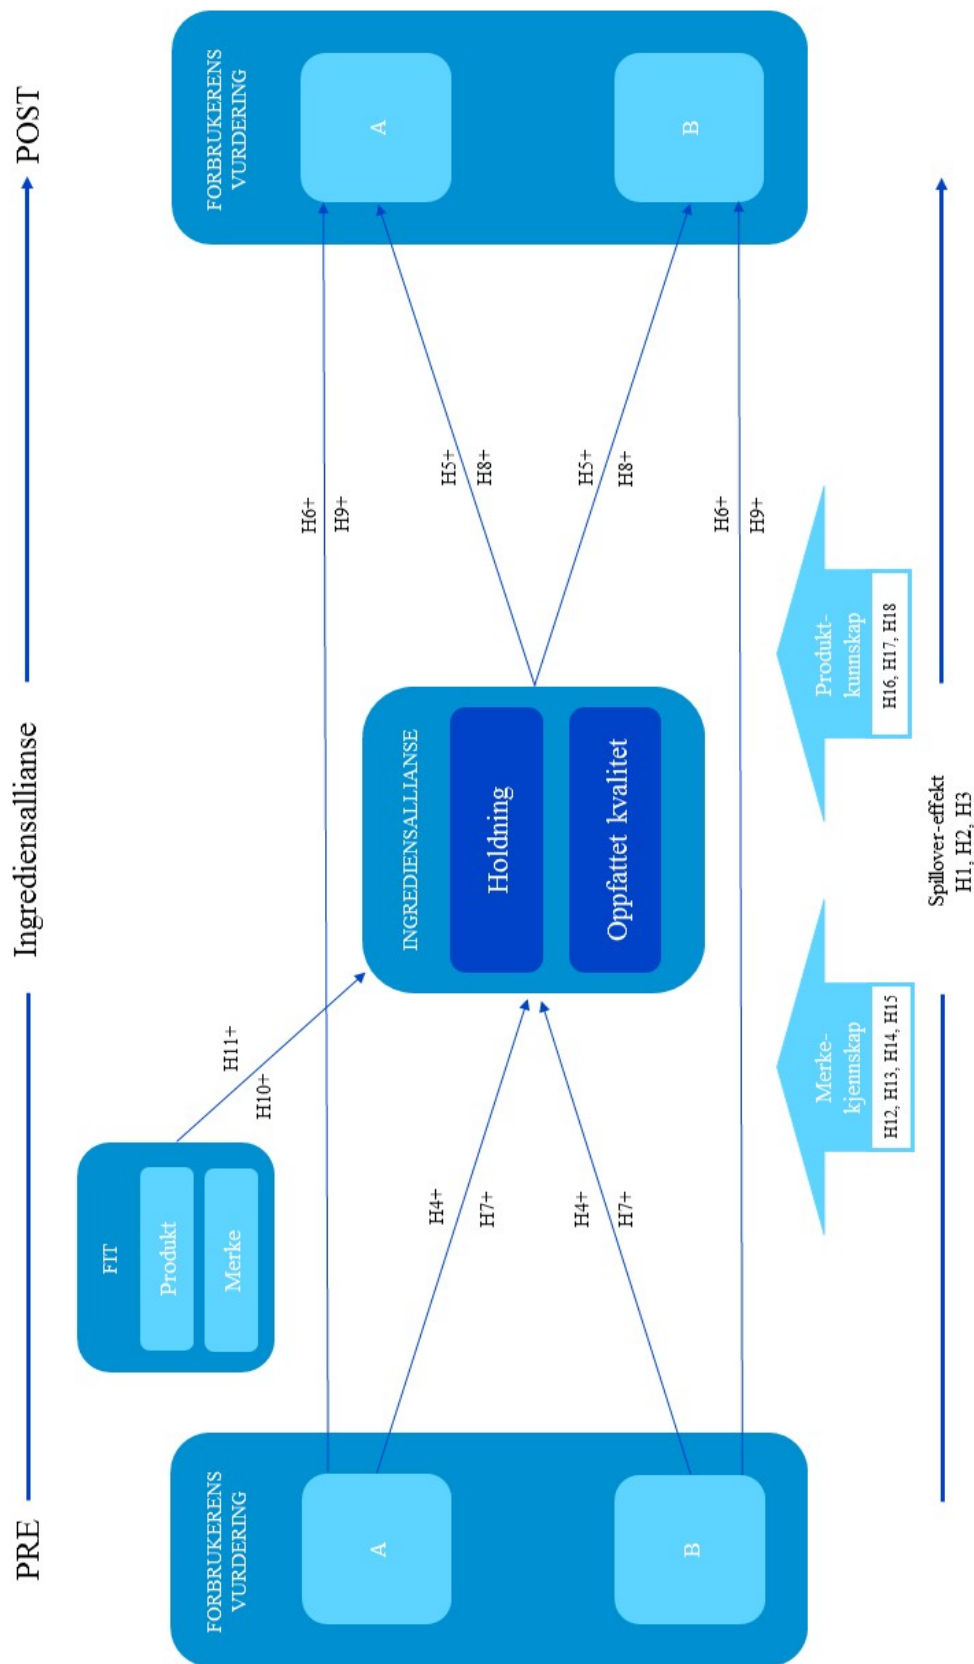 PRE
Ingrediensallianse
POST
FORBRUKERENS
VURDERING
A
B
FIT
Produkt
Merke
H11+
H10+
H4+
H7+
H4+
H7+
H6+
H9+
INGREDIENSALLIANSE
Holdning
Oppfattet kvalitet
H5+
H8+
H5+
H8+
H6+
H9+
FORBRUKERENS
VURDERING
A
B
Merke-
kjennskap
H12, H13, H14, H15
Produkt-
kunnskap
H16, H17, H18
Spillover-effekt
H1, H2, H3